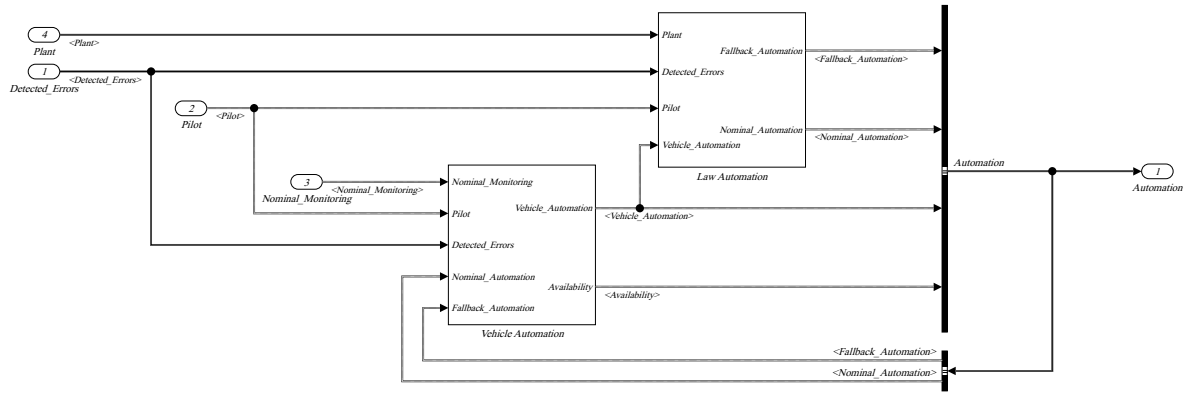 4
<Plant>
Plant
1
<Detected_Errors>
Detected_Errors
2
<Pilot>
Pilot
3
<Nominal_Monitoring>
Nominal_Monitoring
Plant
Detected_Errors
Pilot
Vehicle_Automation
Fallback_Automation
<Fallback_Automation>
Nominal_Automation
<Nominal_Automation>
Law Automation
Nominal_Monitoring
Pilot
Detected_Errors
Nominal_Automation
Fallback_Automation
Vehicle_Automation
<Vehicle_Automation>
Availability
<Availability>
Vehicle Automation
<Fallback_Automation>
<Nominal_Automation>
Automation
1
Automation